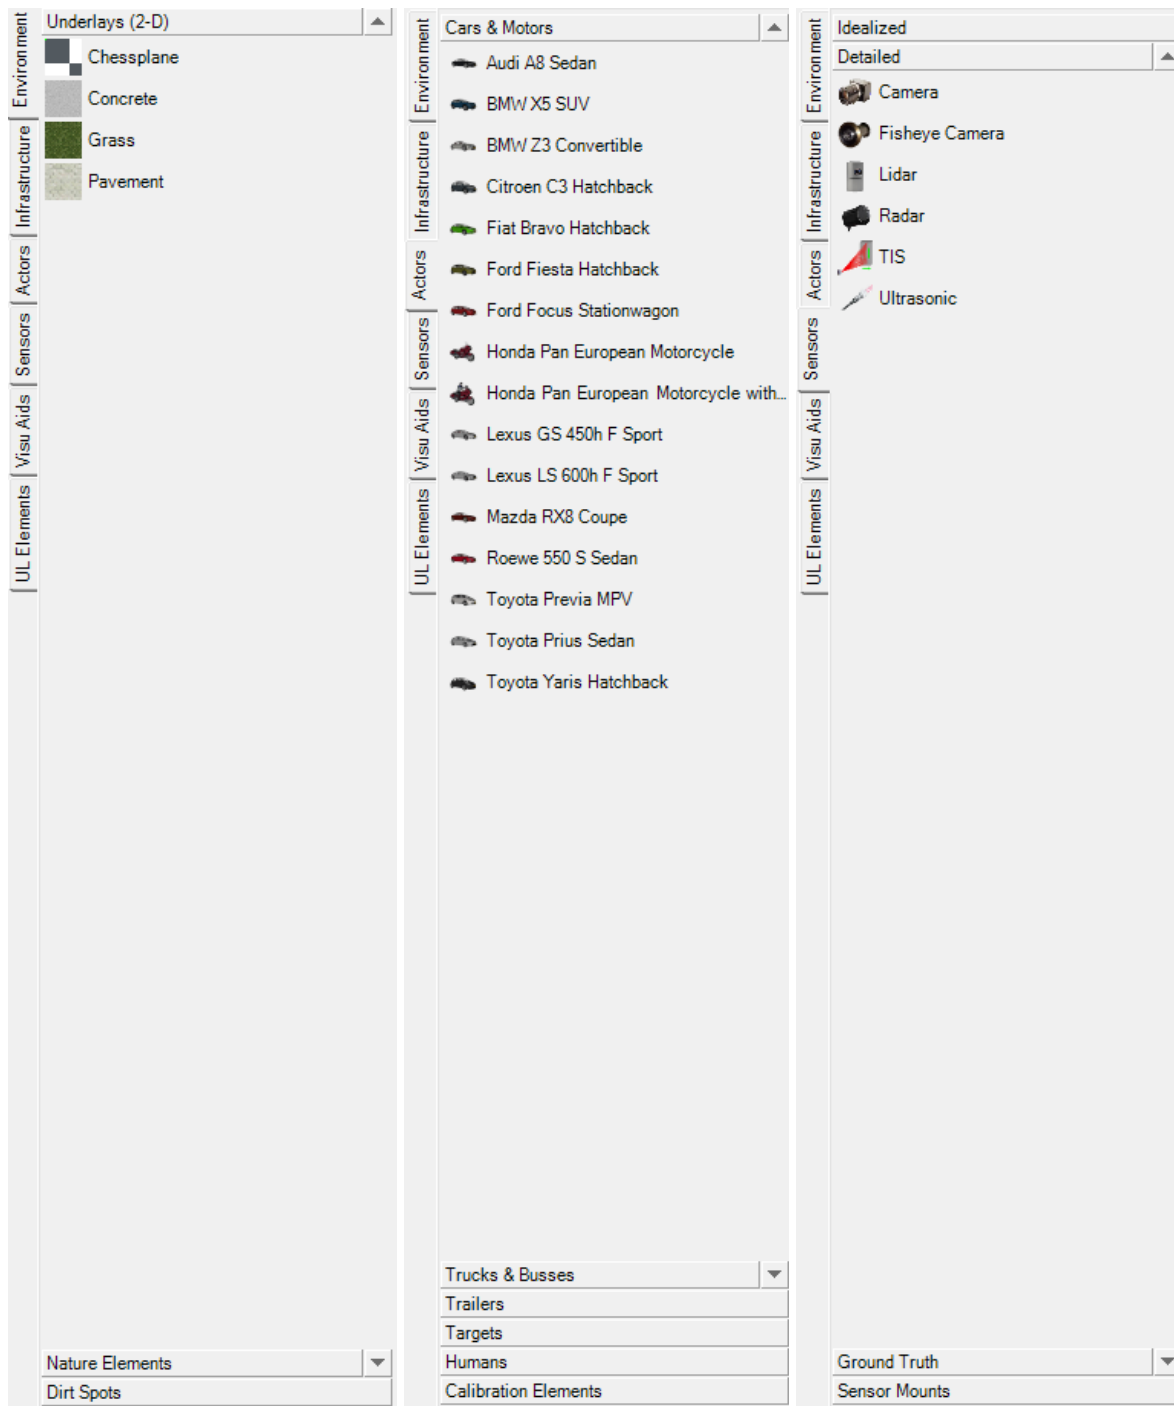 Environment
Infrastructure
Actors
Sensors
Visu Aids
UL Elements
Underlays (2-D)
Chessplane
Concrete
Grass
Pavement
Nature Elements
Dirt Spots
Environment
Infrastructure
Actors
Sensors
Visu Aids
UL Elements
Cars & Motors
Audi A8 Sedan
BMW X5 SUV
BMW Z3 Convertible
Citroen C3 Hatchback
Fiat Bravo Hatchback
Ford Fiesta Hatchback
Ford Focus Stationwagon
Honda Pan European Motorcycle
Honda Pan European Motorcycle with...
Lexus GS 450h F Sport
Lexus LS 600h F Sport
Mazda RX8 Coupe
Roewe 550 S Sedan
Toyota Previa MPV
Toyota Prius Sedan
Toyota Yaris Hatchback
Trucks & Busses
Trailers
Targets
Humans
Calibration Elements
Environment
Infrastructure
Actors
Sensors
Visu Aids
UL Elements
Idealized
Detailed
Camera
Fisheye Camera
Lidar
Radar
TIS
Ultrasonic
Ground Truth
Sensor Mounts